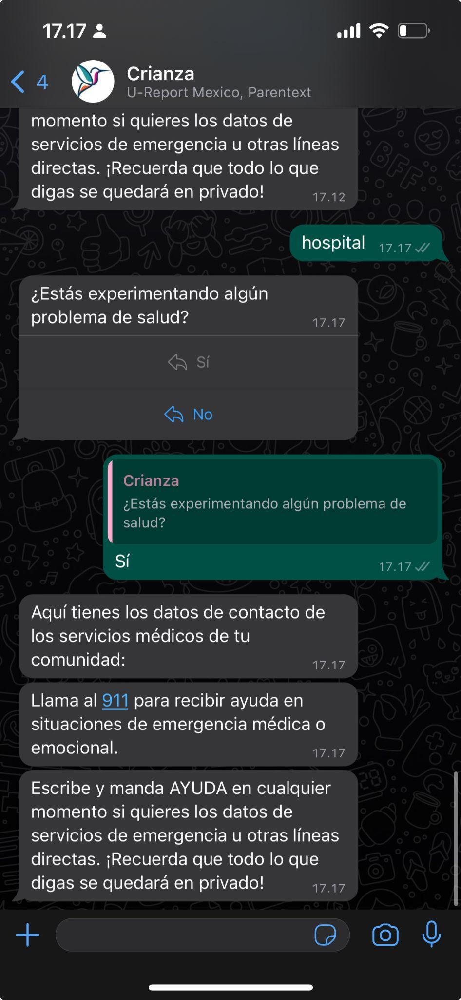 17.17
4
Crianza
U-Report Mexico, Parentext
momento si quieres los datos de
servicios de emergencia u otras líneas
directas. ¡Recuerda que todo lo que
digas se quedará en privado!
17.12
hospital
17.17
¿Estás experimentando algún
problema de salud?
17.17
Sí
No
Crianza
¿Estás experimentando algún problema de
salud?
Sí
17.17
Aquí tienes los datos de contacto de
los servicios médicos de tu
comunidad:
17.17
Llama al 911 para recibir ayuda en
situaciones de emergencia médica o
emocional.
17.17
Escribe y manda AYUDA en cualquier
momento si quieres los datos de
servicios de emergencia u otras líneas
directas. ¡Recuerda que todo lo que
digas se quedará en privado!
17.17